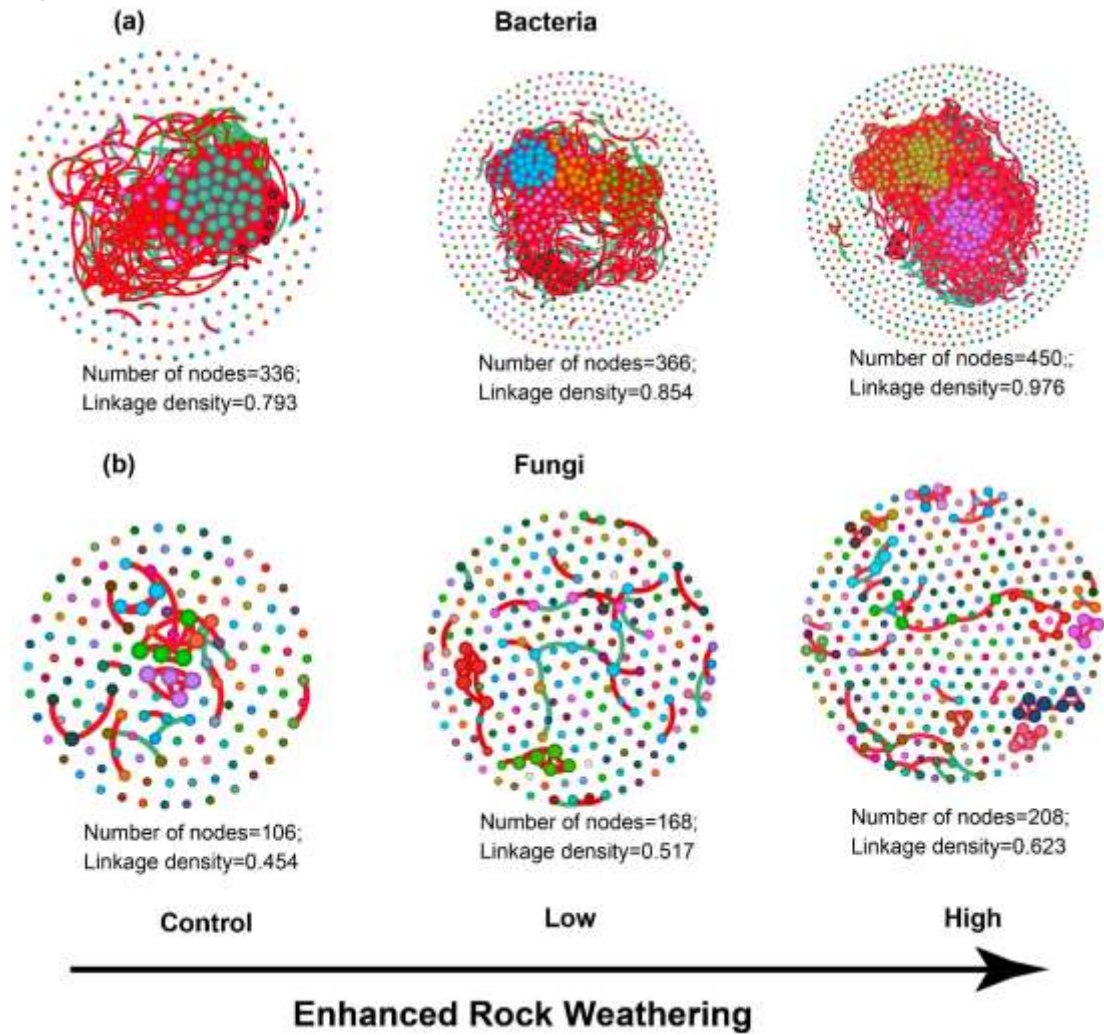 (a) Bacteria
Number of nodes=336;
Linkage density=0.793
Number of nodes=366;
Linkage density=0.854
Number of nodes=450;;
Linkage density=0.976
(b) Fungi
Number of nodes=106;
Linkage density=0.454
Number of nodes=168;
Linkage density=0.517
Number of nodes=208;
Linkage density=0.623
Control Low High
Enhanced Rock Weathering